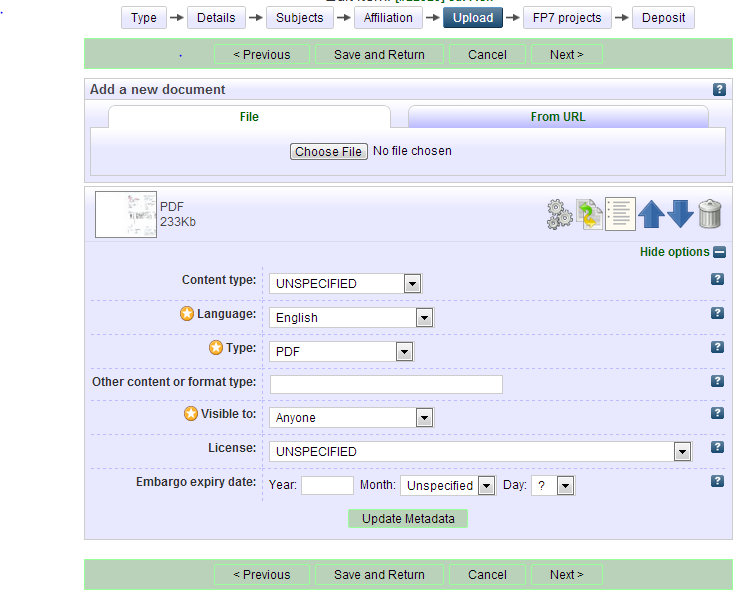 Type Details Subjects Affiliation Upload FP7 projects Deposit
< Previous Save and Return Cancel Next >
Add a new document ?
File From URL
Choose File No file chosen
PDF
233Kb
Hide options
Content type: UNSPECIFIED ?
Language: English ?
Type: PDF ?
Other content or format type: ?
Visible to: Anyone ?
License: UNSPECIFIED ?
Embargo expiry date: Year: Month: Unspecified Day: ? ?
Update Metadata
< Previous Save and Return Cancel Next >